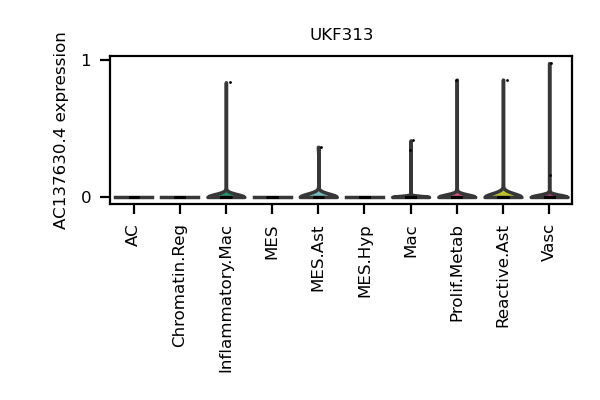 UKF313
AC137630.4 expression
1
0
AC
Chromatin.Reg
Inflammatory.Mac
MES
MES.Ast
MES.Hyp
Mac
Prolif.Metab
Reactive.Ast
Vasc